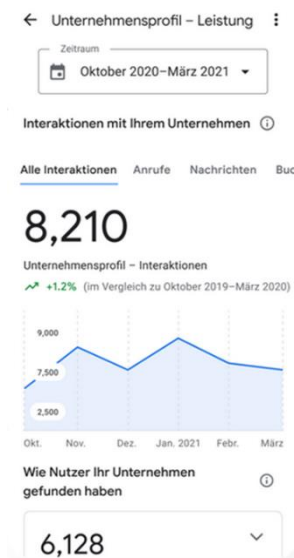 Unternehmensprofil – Leistung
Zeitraum
Oktober 2020–März 2021
Interaktionen mit Ihrem Unternehmen
Alle Interaktionen Anrufe Nachrichten Buc
8,210
Unternehmensprofil – Interaktionen
+1.2% (im Vergleich zu Oktober 2019–März 2020)
9,000
7,500
2,500
Okt. Nov. Dez. Jan. 2021 Febr. März
Wie Nutzer Ihr Unternehmen
gefunden haben
6,128